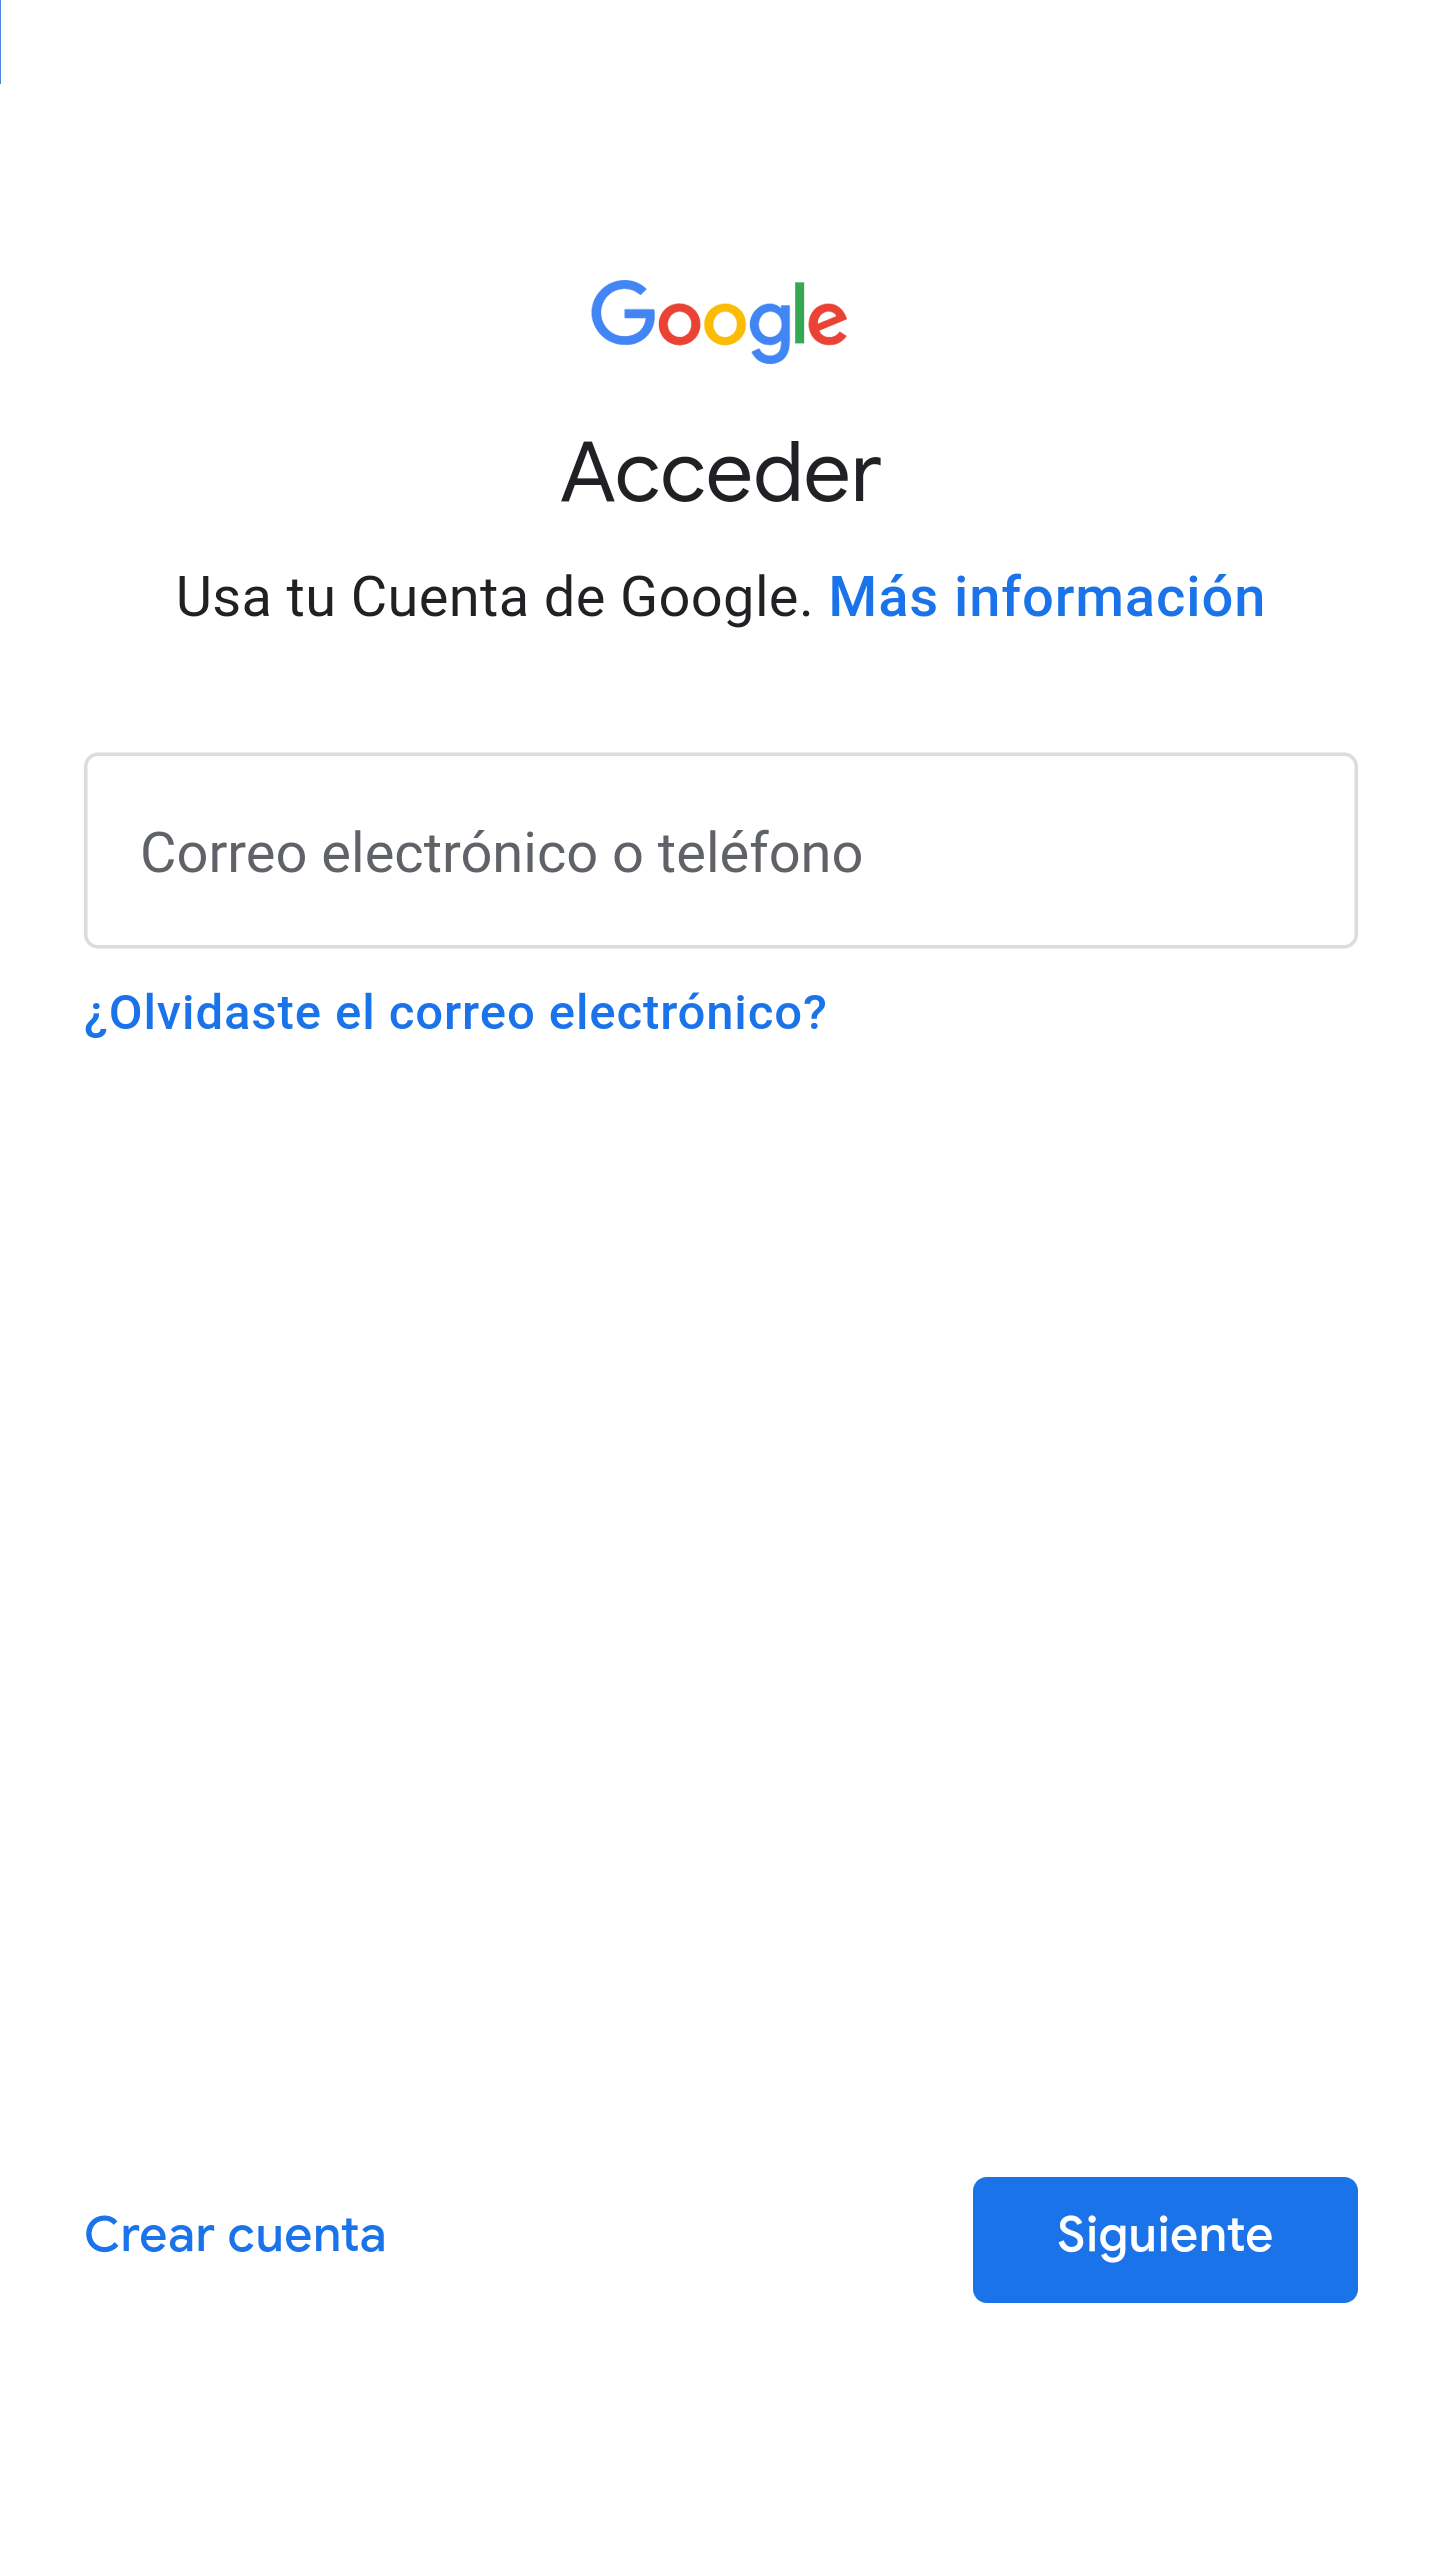 Google
Acceder
Usa tu Cuenta de Google. Más información
Correo electrónico o teléfono
¿Olvidaste el correo electrónico?
Crear cuenta
Siguiente